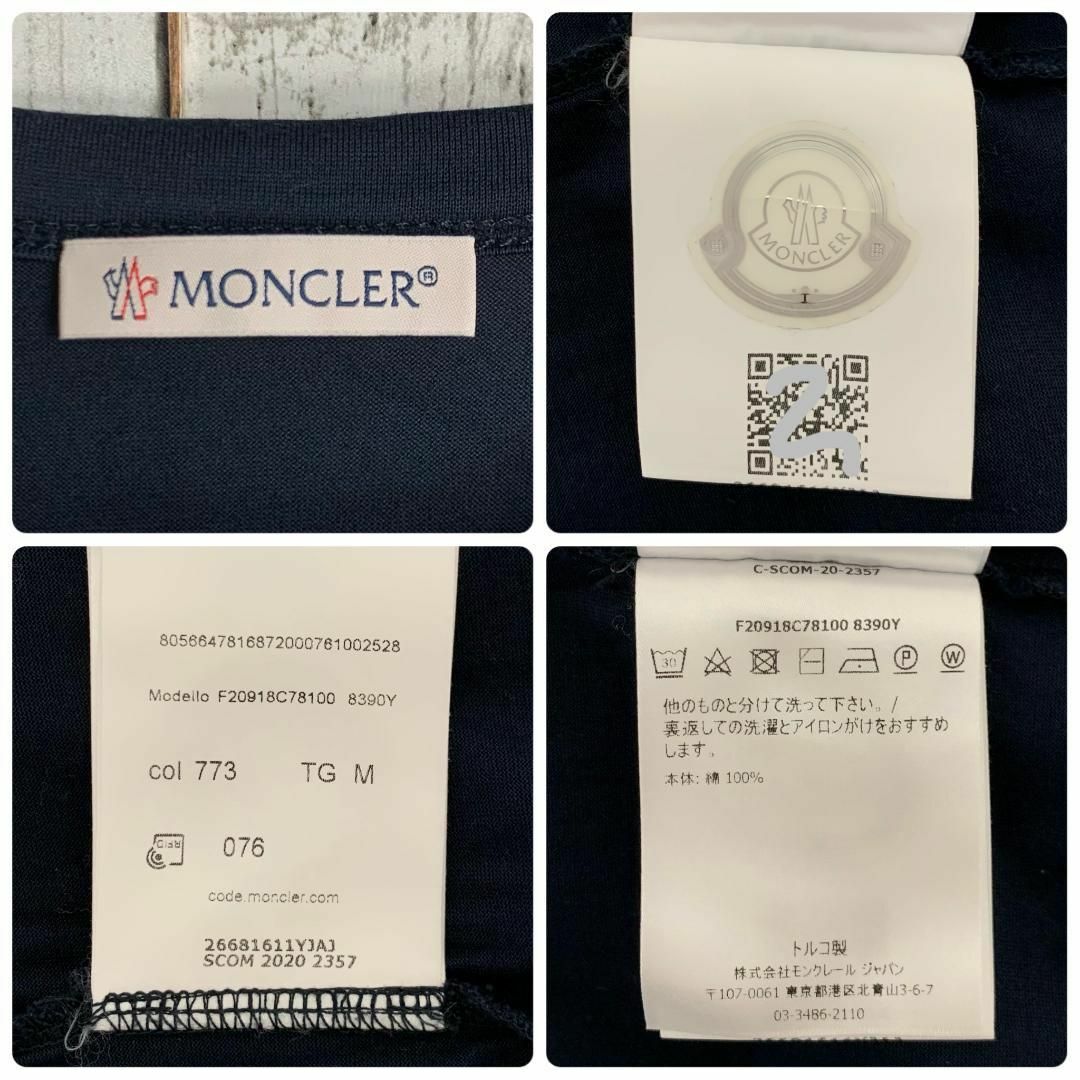 MONCLER®
MONCLER
8056647816872000761002528
Modello F20918C78100 8390Y
col 773 TG M
RFID 076
code.moncler.com
26681611YJAJ
SCOM 2020 2357
C-SCOM-20-2357
F20918C78100 8390Y
30 P W
他のものと分けて洗って下さい。/
裏返しての洗濯とアイロンがけをおすすめ
します。
本体: 綿 100%
トルコ製
株式会社モンクレール ジャパン
〒107-0061 東京都港区北青山3-6-7
03-3486-2110